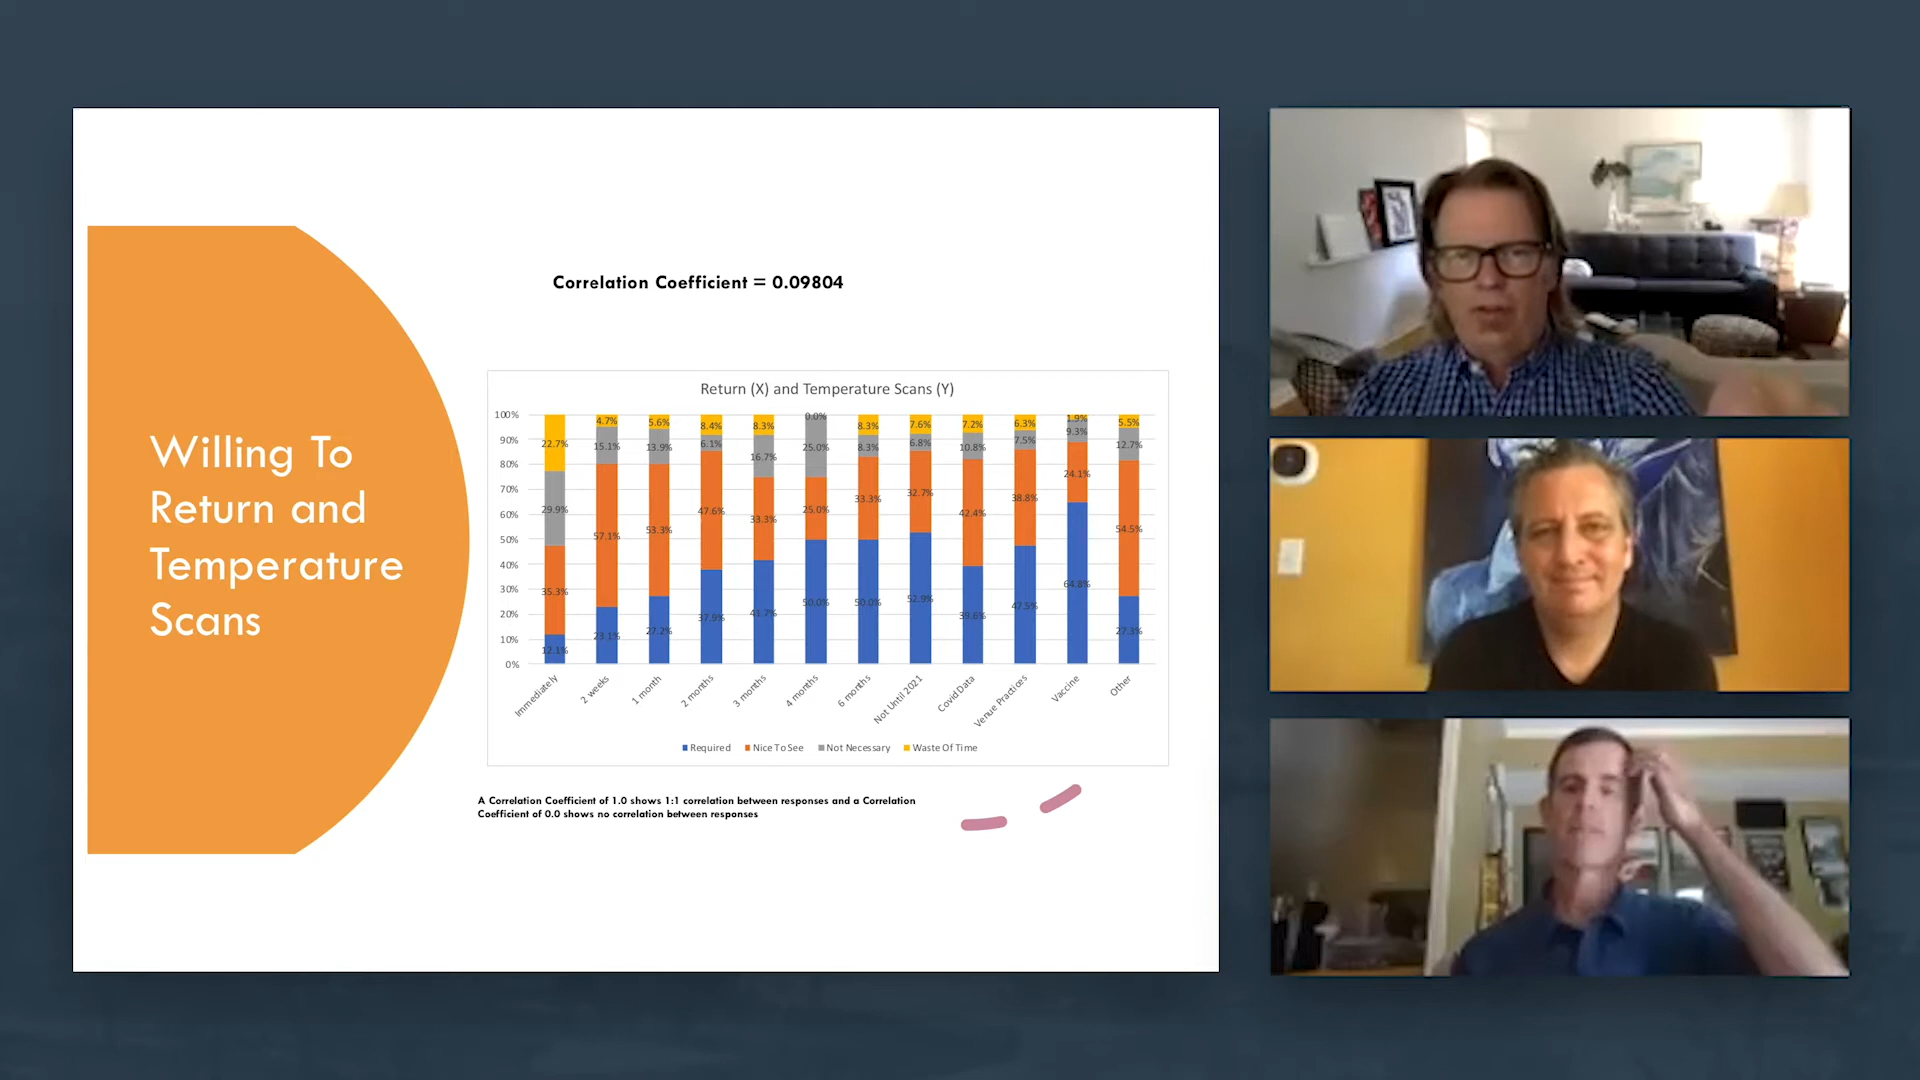 Willing To
Return and
Temperature
Scans
Correlation Coefficient = 0.09804
Return (X) and Temperature Scans (Y)
100%
90%
80%
70%
60%
50%
40%
30%
20%
10%
0%
22.7% 4.7% 5.6% 8.4% 8.3% 0.0% 8.3% 7.6% 7.2% 6.3% 1.9% 5.5%
29.9% 15.1% 13.9% 6.1% 16.7% 25.0% 8.3% 6.8% 10.8% 7.5% 9.3% 12.7%
35.3% 57.1% 53.3% 47.6% 33.3% 25.0% 33.3% 32.7% 42.4% 38.8% 24.1% 54.5%
12.1% 23.1% 27.2% 37.9% 41.7% 50.0% 50.0% 52.9% 39.6% 47.5% 64.8% 27.3%
Immediately 2 weeks 1 month 2 months 3 months 4 months 6 months Not Until 2021 Covid Data Venue Practices Vaccine Other
Required Nice To See Not Necessary Waste Of Time
A Correlation Coefficient of 1.0 shows 1:1 correlation between responses and a Correlation
Coefficient of 0.0 shows no correlation between responses